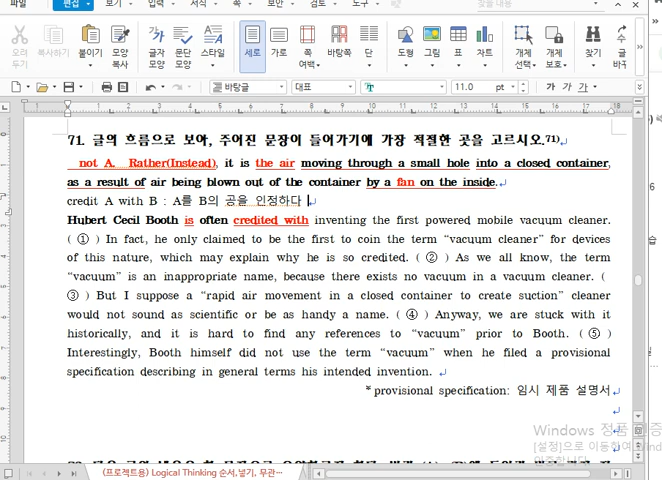 파일 편집 보기 입력 서식 쪽 보안 검토 도구 찾을 내용
오려 두기 복사하기 붙이기 모양 복사 글자 모양 문단 모양 스타일 세로 가로 쪽 여백 바탕쪽 단 도형 그림 표 차트 개체 선택 개체 보호 찾기
바탕글 대표 11.0 pt 가 가 가
71. 글의 흐름으로 보아, 주어진 문장이 들어가기에 가장 적절한 곳을 고르시오.71)
not A. Rather(Instead), it is the air moving through a small hole into a closed container,
as a result of air being blown out of the container by a fan on the inside.
credit A with B : A를 B의 공을 인정하다
Hubert Cecil Booth is often credited with inventing the first powered mobile vacuum cleaner.
( ① ) In fact, he only claimed to be the first to coin the term “vacuum cleaner” for devices
of this nature, which may explain why he is so credited. ( ② ) As we all know, the term
“vacuum” is an inappropriate name, because there exists no vacuum in a vacuum cleaner. (
③ ) But I suppose a “rapid air movement in a closed container to create suction” cleaner
would not sound as scientific or be as handy a name. ( ④ ) Anyway, we are stuck with it
historically, and it is hard to find any references to “vacuum” prior to Booth. ( ⑤ )
Interestingly, Booth himself did not use the term “vacuum” when he filed a provisional
specification describing in general terms his intended invention.
* provisional specification: 임시 제품 설명서
Windows 정품 인증
[설정]으로 이동하여 Wind
인증합니다.
(프로젝트용) Logical Thinking 순서,넣기, 무관…